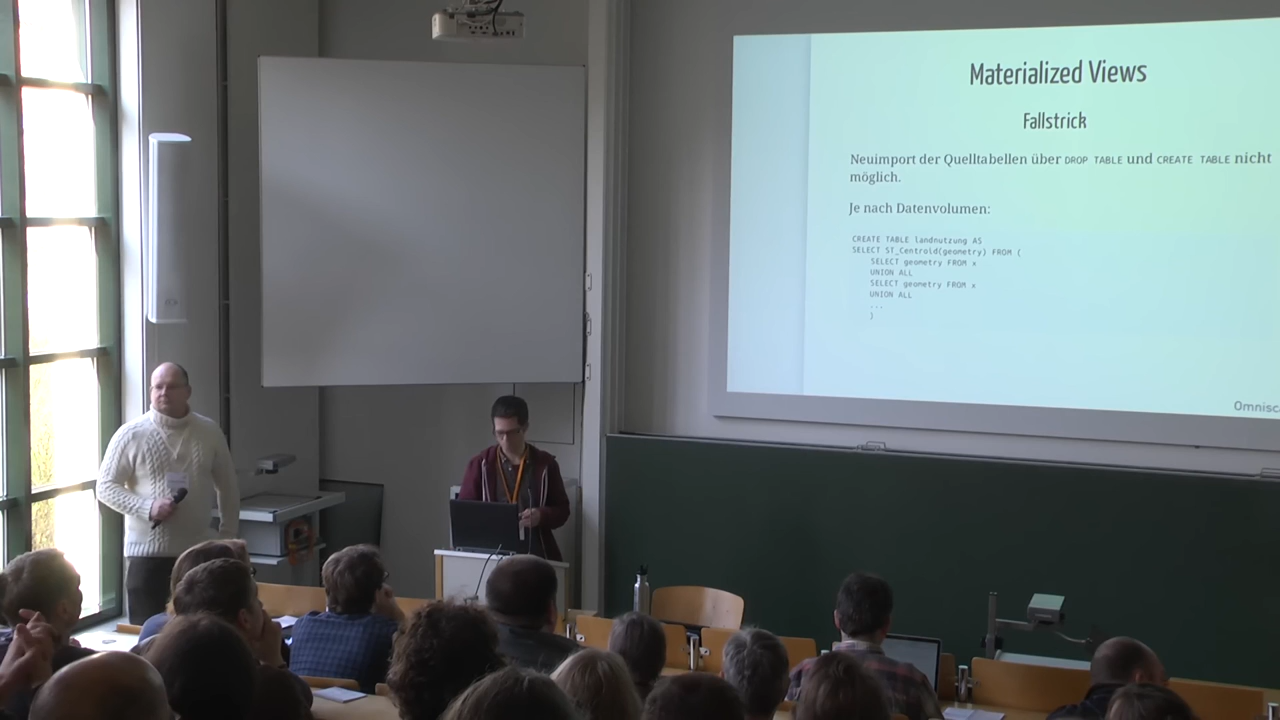 Materialized Views
Fallstrick
Neuimport der Quelltabellen über DROP TABLE und CREATE TABLE nicht
möglich.
Je nach Datenvolumen:
CREATE TABLE landnutzung AS
SELECT ST_Centroid(geometry) FROM (
SELECT geometry FROM x
UNION ALL
SELECT geometry FROM x
UNION ALL
...
)
Omnisc